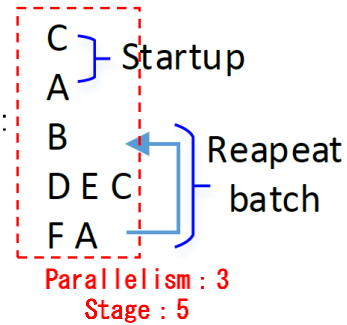 C
Startup
A
:
B
Reapeat
batch
D E C
F A
Parallelism : 3
Stage : 5